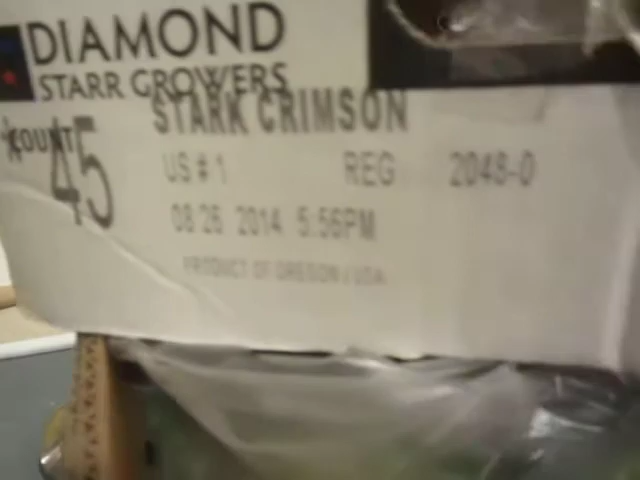 DIAMOND
STARR GROWERS
STARK CRIMSON
COUNT
45
US # 1 REG 2048-0
08 26 2014 5:56PM
PRODUCT OF OREGON / USA